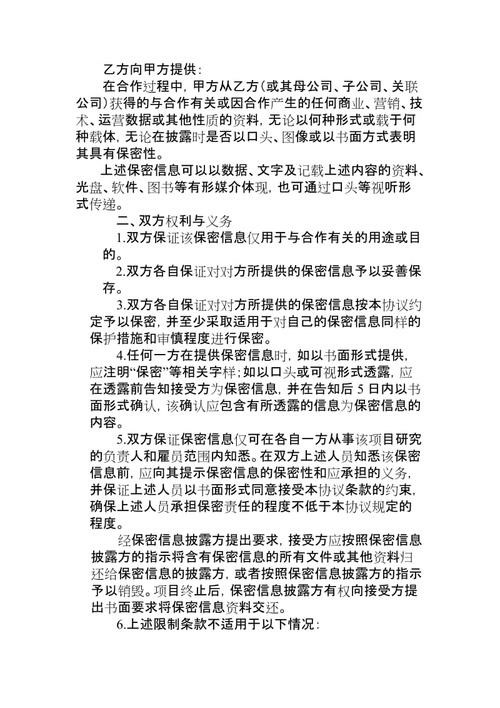 乙方向甲方提供：
在合作过程中，甲方从乙方（或其母公司、子公司、关联
公司）获得的与合作有关或因合作产生的任何商业、营销、技
术、运营数据或其他性质的资料，无论以何种形式或载于何
种载体，无论在披露时是否以口头、图像或以书面方式表明
其具有保密性。
上述保密信息可以以数据、文字及记载上述内容的资料、
光盘、软件、图书等有形媒介体现，也可通过口头等视听形
式传递。
二、双方权利与义务
1.双方保证该保密信息仅用于与合作有关的用途或目
的。
2.双方各自保证对对方所提供的保密信息予以妥善保
存。
3.双方各自保证对对方所提供的保密信息按本协议约
定予以保密，并至少采取适用于对自己的保密信息同样的
保护措施和审慎程度进行保密。
4.任何一方在提供保密信息时，如以书面形式提供，
应注明“保密”等相关字样；如以口头或可视形式透露，应
在透露前告知接受方为保密信息，并在告知后 5 日内以书
面形式确认，该确认应包含有所透露的信息为保密信息的
内容。
5.双方保证保密信息仅可在各自一方从事该项目研究
的负责人和雇员范围内知悉。在双方上述人员知悉该保密
信息前，应向其提示保密信息的保密性和应承担的义务，
并保证上述人员以书面形式同意接受本协议条款的约束，
确保上述人员承担保密责任的程度不低于本协议规定的
程度。
经保密信息披露方提出要求，接受方应按照保密信息
披露方的指示将含有保密信息的所有文件或其他资料归
还给保密信息的披露方，或者按照保密信息披露方的指示
予以销毁。项目终止后，保密信息披露方有权向接受方提
出书面要求将保密信息资料交还。
6.上述限制条款不适用于以下情况：